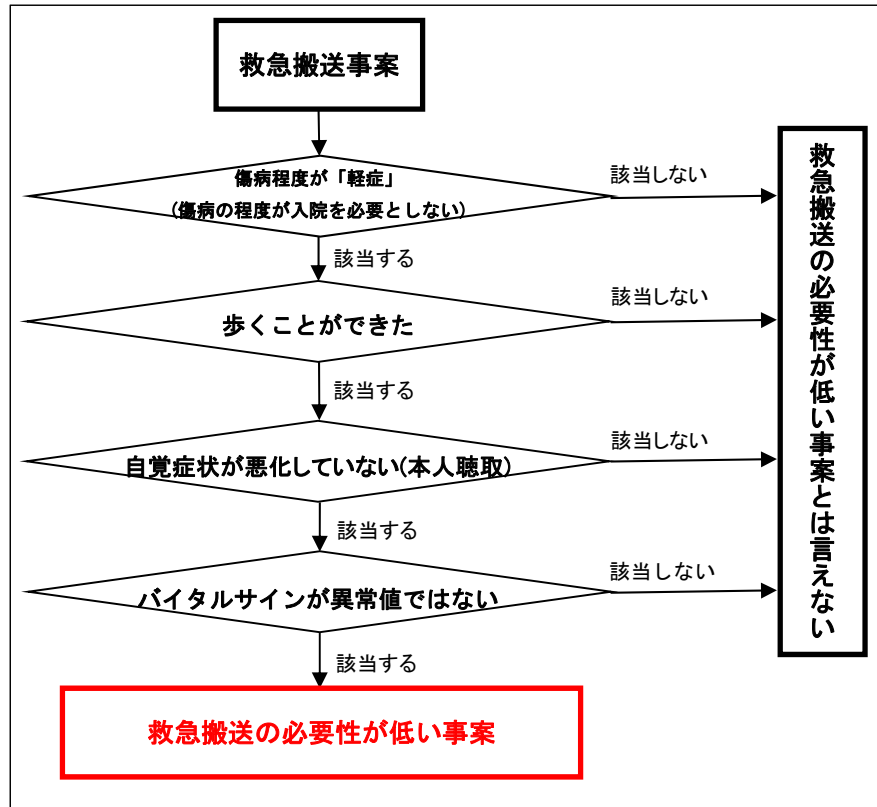 救急搬送事案
傷病程度が「軽症」
(傷病の程度が入院を必要としない)
該当しない
該当する
歩くことができた
該当しない
該当する
自覚症状が悪化していない(本人聴取)
該当しない
該当する
バイタルサインが異常値ではない
該当しない
該当する
救急搬送の必要性が低い事案
救急搬送の必要性が低い事案とは言えない